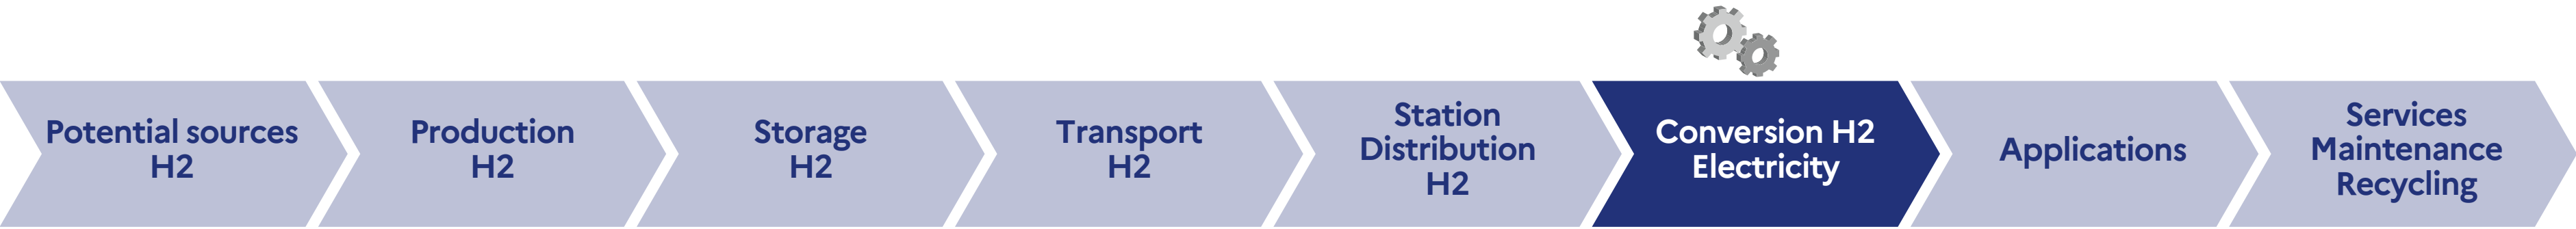 Potential sources
H2
Production
H2
Storage
H2
Transport
H2
Station
Distribution
H2
Conversion H2
Electricity
Applications
Services
Maintenance
Recycling